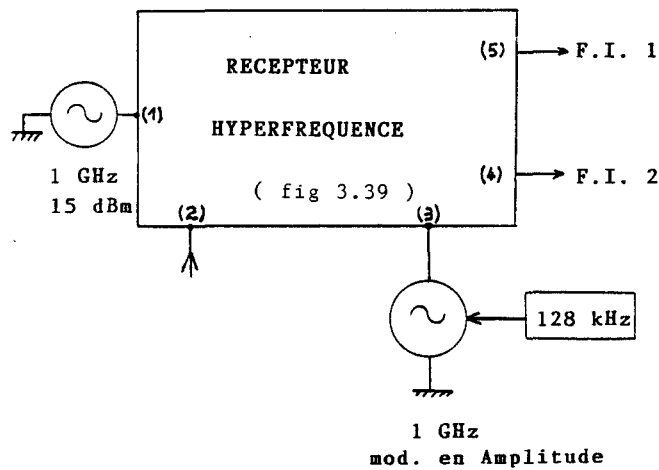 (5) F.I. 1
RECEPTEUR
(1)
HYPERFREQUENCE
1 GHz
15 dBm
(4) F.I. 2
( fig 3.39 )
(2)
(3)
128 kHz
1 GHz
mod. en Amplitude